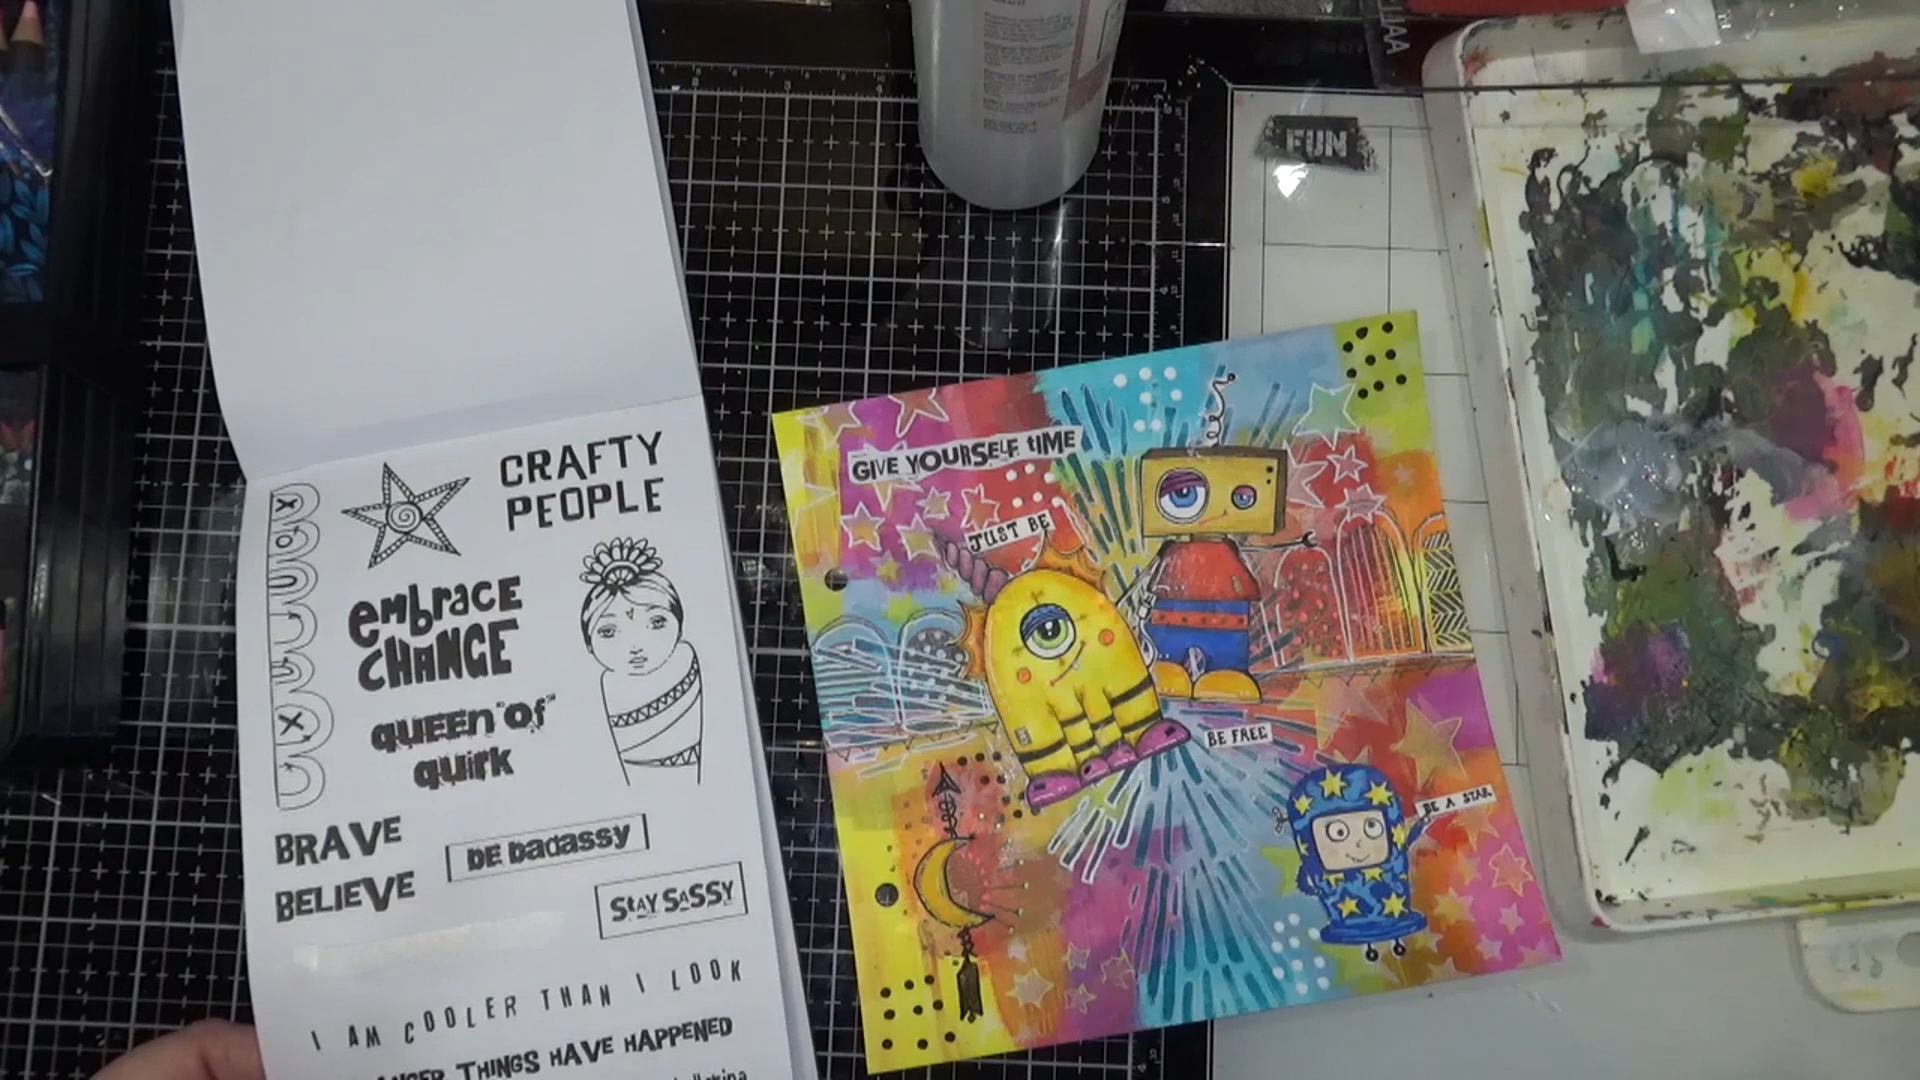 CRAFTY
PEOPLE
embracE
CHANGE
quEEn "of"
quirk
BRAVE
BELIEVE
bE badassy
StAY SASSY
I AM COOLER THAN I LOOK
THINGS HAVE HAPPENED
FUN
GIVE YOURSELF tIME
JUST BE
BE FREE
BE A STAR